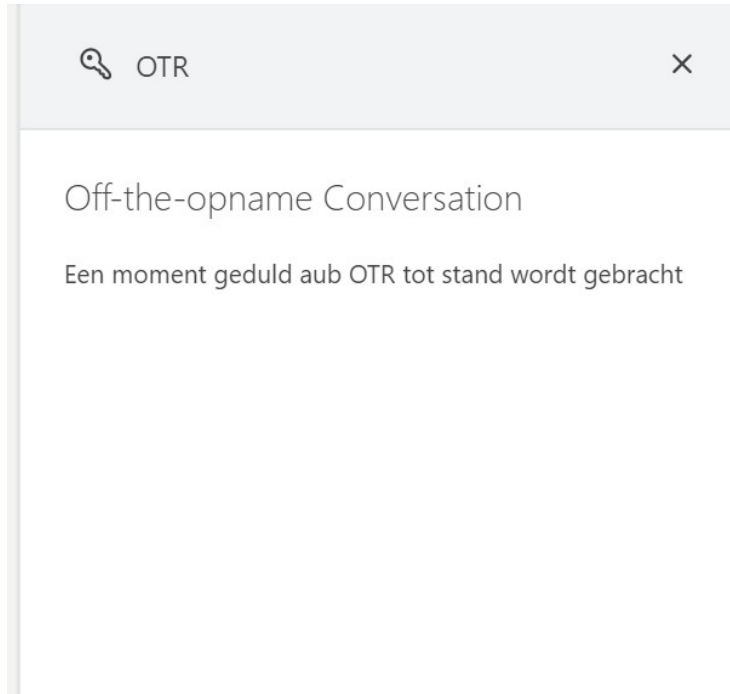 OTR
Off-the-opname Conversation
Een moment geduld aub OTR tot stand wordt gebracht